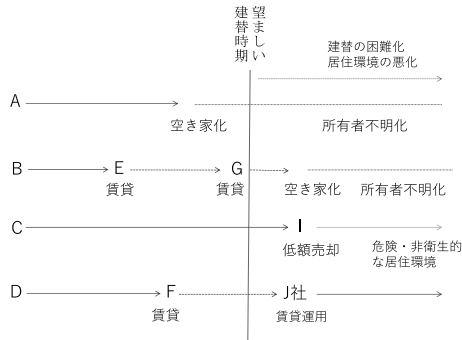 望ましい
建替時期
建替の困難化
居住環境の悪化
A
空き家化 所有者不明化
B E G
賃貸 賃貸 空き家化 所有者不明化
C I
低額売却 危険・非衛生的
な居住環境
D F J社
賃貸 賃貸運用